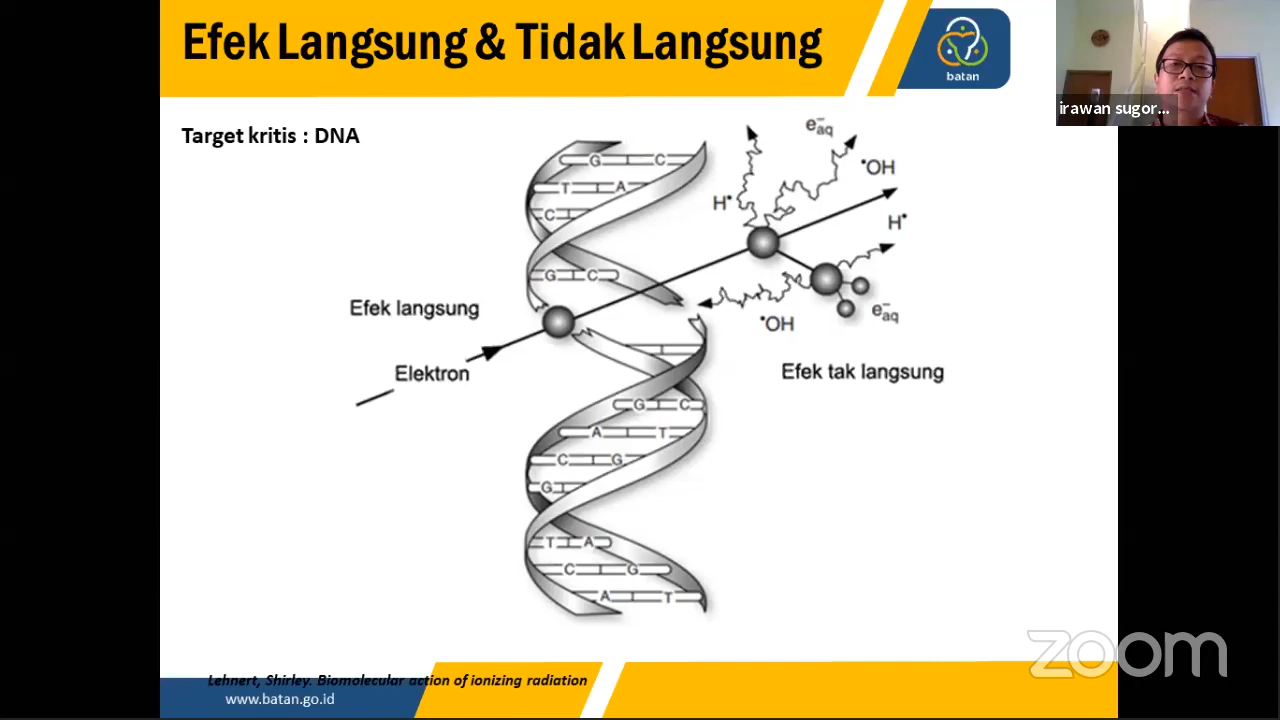 Efek Langsung & Tidak Langsung
batan
irawan sugor...
Target kritis : DNA
G C
T A
C
G C
e⁻aq
•OH
H•
H•
•OH
e⁻aq
Efek langsung
Elektron
Efek tak langsung
G C
A T
C G
G
T A
C G
A T
zoom
Lehnert, Shirley. Biomolecular action of ionizing radiation
www.batan.go.id